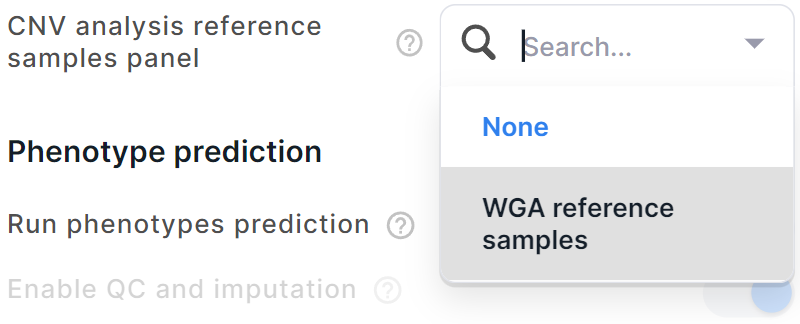 CNV analysis reference
samples panel
Search...
None
WGA reference
samples
Phenotype prediction
Run phenotypes prediction
Enable QC and imputation